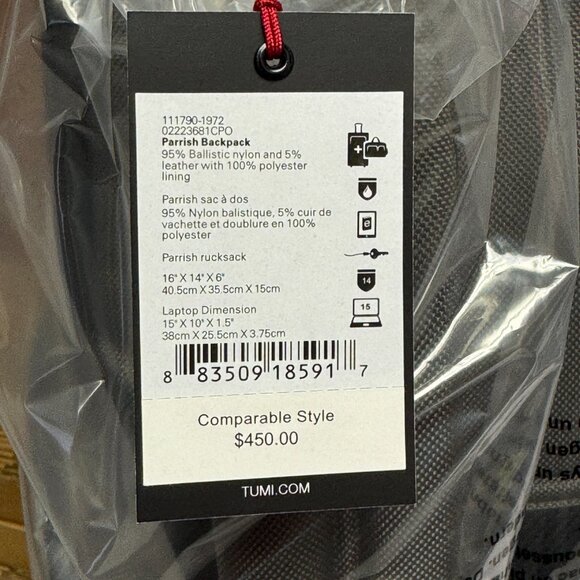 111790-1972
02223681CPO
Parrish Backpack
95% Ballistic nylon and 5%
leather with 100% polyester
lining
Parrish sac à dos
95% Nylon balistique, 5% cuir de
vachette et doublure en 100%
polyester
Parrish rucksack
16" X 14" X 6"
40.5cm X 35.5cm X 15cm
14
Laptop Dimension
15" X 10" X 1.5"
38cm X 25.5cm X 3.75cm
15
8 83509 18591 7
Comparable Style
$450.00
TUMI.COM